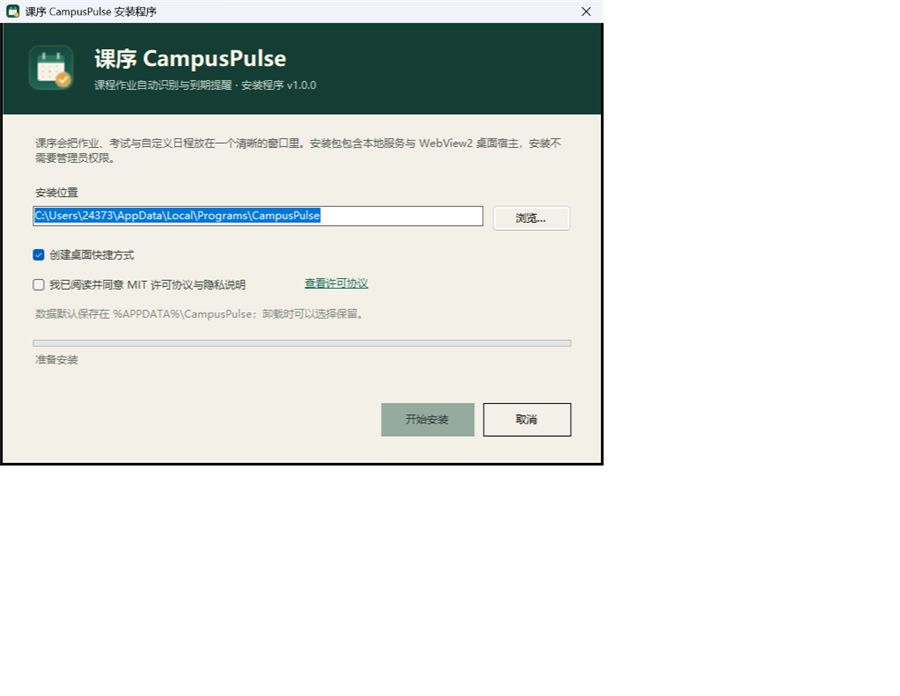 课序 CampusPulse 安装程序
课序 CampusPulse
课程作业自动识别与到期提醒 · 安装程序 v1.0.0
课序会把作业、考试与自定义日程放在一个清晰的窗口里。安装包包含本地服务与 WebView2 桌面宿主，安装不
需要管理员权限。
安装位置
C:\Users\24373\AppData\Local\Programs\CampusPulse
浏览...
创建桌面快捷方式
我已阅读并同意 MIT 许可协议与隐私说明
查看许可协议
数据默认保存在 %APPDATA%\CampusPulse；卸载时可以选择保留。
准备安装
开始安装
取消